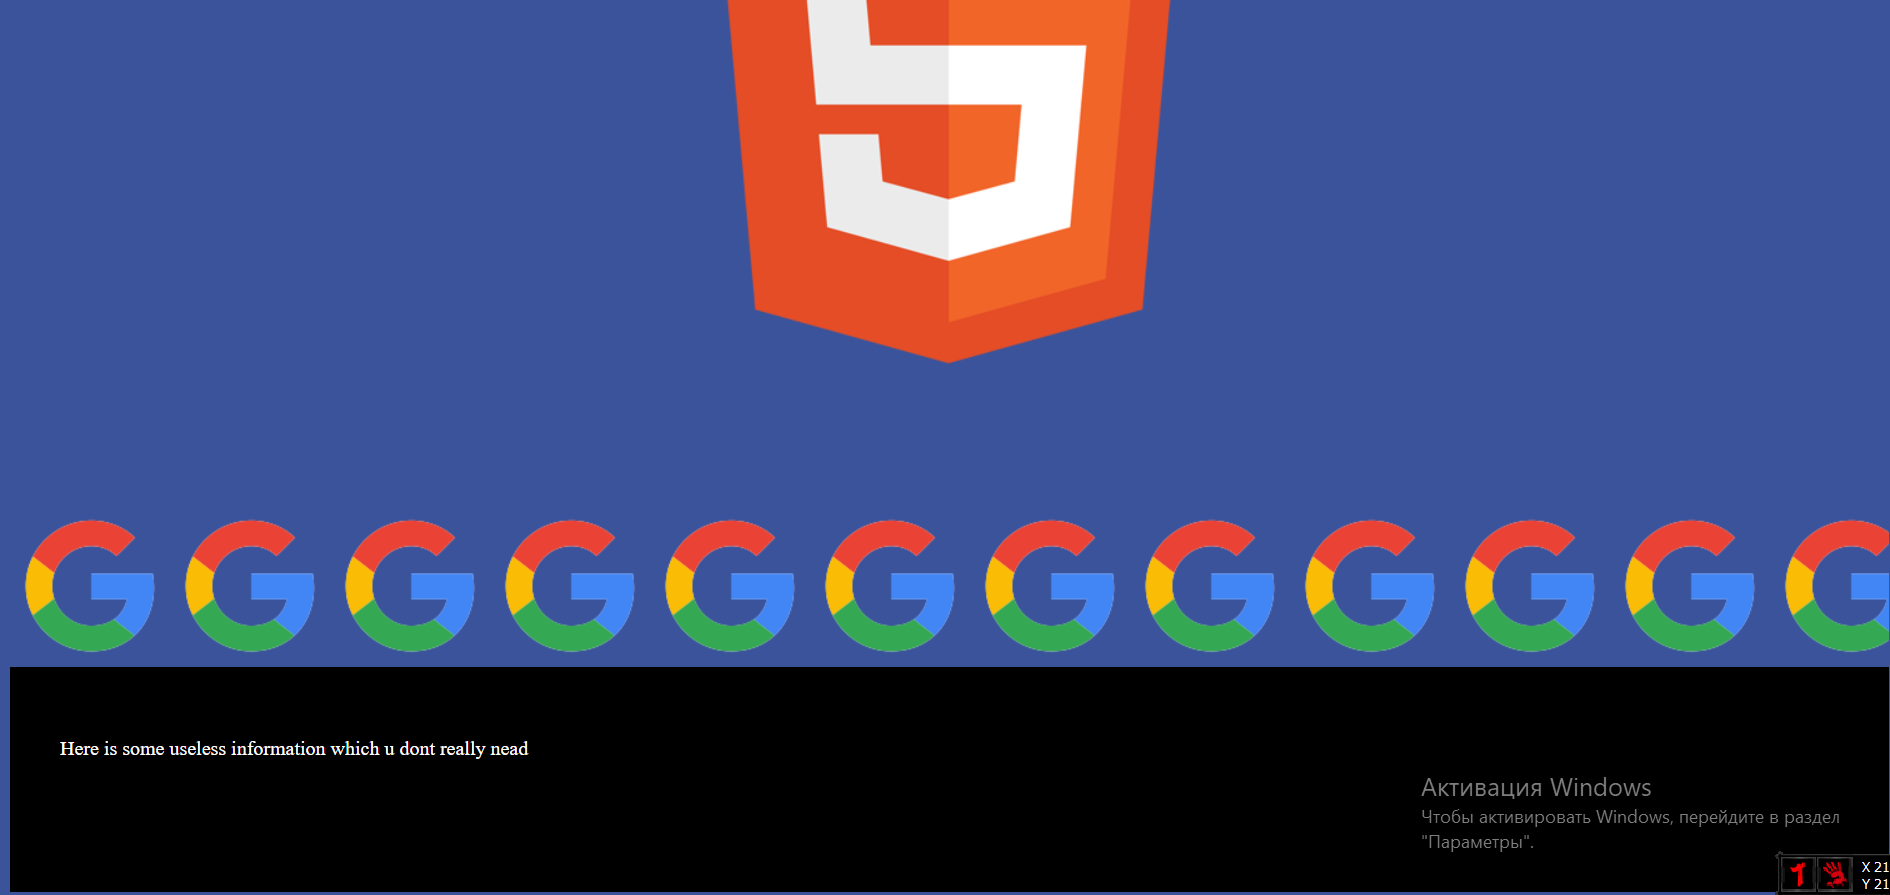 Here is some useless information which u dont really nead
Активация Windows
Чтобы активировать Windows, перейдите в раздел
"Параметры".
X 21
Y 21